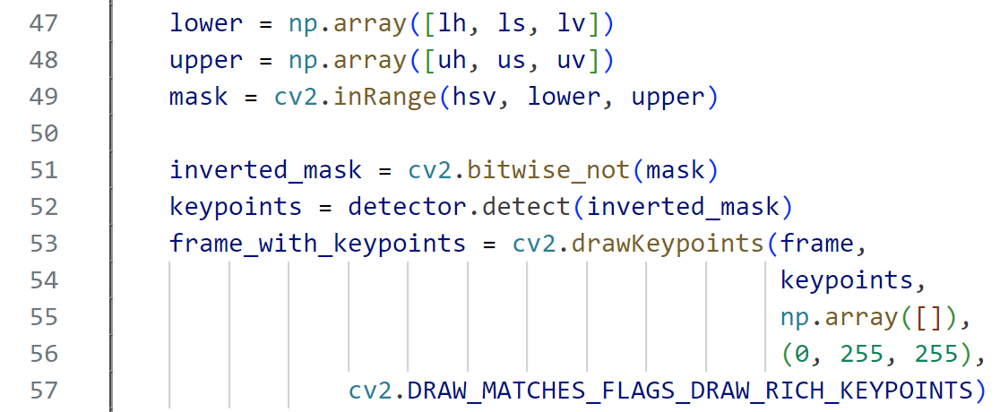 47 lower = np.array([lh, ls, lv])
48 upper = np.array([uh, us, uv])
49 mask = cv2.inRange(hsv, lower, upper)
50
51 inverted_mask = cv2.bitwise_not(mask)
52 keypoints = detector.detect(inverted_mask)
53 frame_with_keypoints = cv2.drawKeypoints(frame,
54 keypoints,
55 np.array([]),
56 (0, 255, 255),
57 cv2.DRAW_MATCHES_FLAGS_DRAW_RICH_KEYPOINTS)